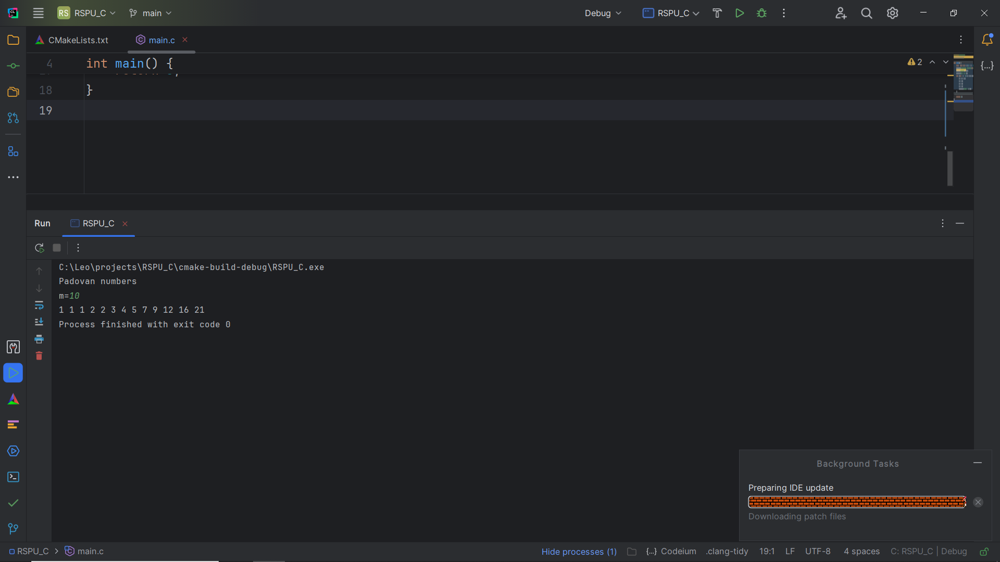 RS RSPU_C main Debug RSPU_C
CMakeLists.txt main.c
4 int main() {
2
18 }
19
Run RSPU_C
C:\Leo\projects\RSPU_C\cmake-build-debug\RSPU_C.exe
Padovan numbers
m=10
1 1 1 2 2 3 4 5 7 9 12 16 21
Process finished with exit code 0
Background Tasks
Preparing IDE update
Downloading patch files
RSPU_C > main.c Hide processes (1) {...} Codeium .clang-tidy 19:1 LF UTF-8 4 spaces C: RSPU_C | Debug